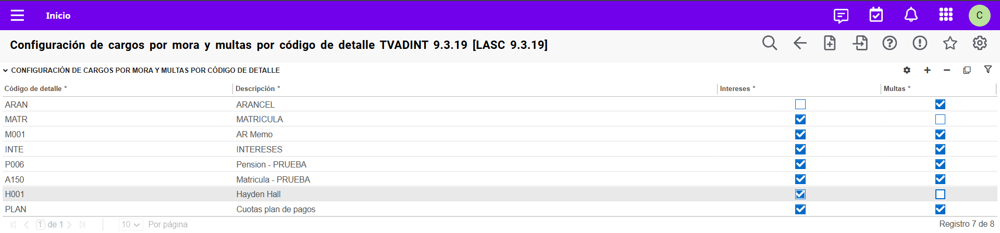 Inicio
C
Configuración de cargos por mora y multas por código de detalle TVADINT 9.3.19 [LASC 9.3.19]
CONFIGURACIÓN DE CARGOS POR MORA Y MULTAS POR CÓDIGO DE DETALLE
Código de detalle * Descripción * Intereses * Multas *
ARAN ARANCEL
MATR MATRICULA
M001 AR Memo
INTE INTERESES
P006 Pension - PRUEBA
A150 Matricula - PRUEBA
H001 Hayden Hall
PLAN Cuotas plan de pagos
1 de 1 10 Por página Registro 7 de 8